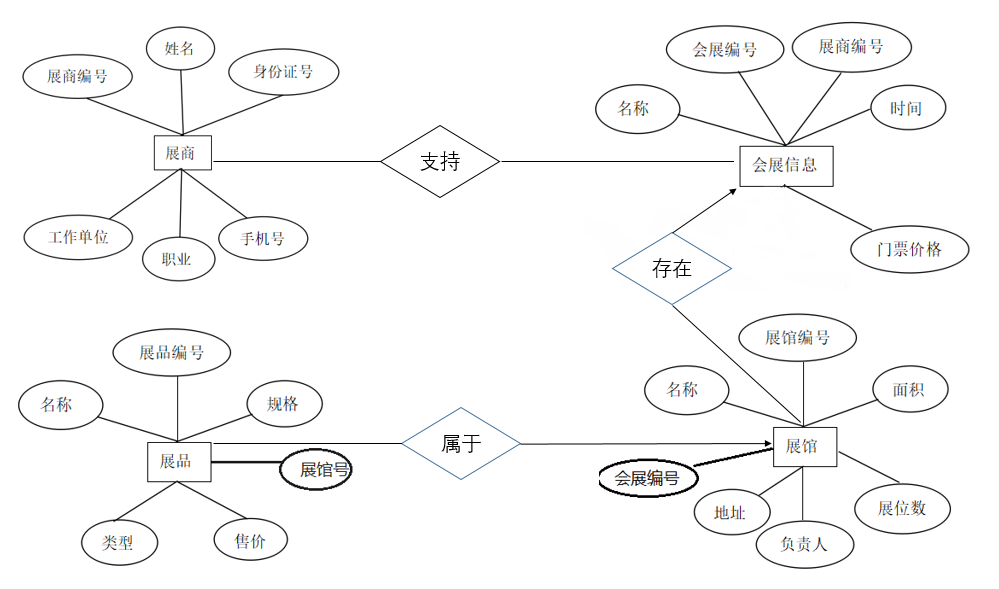 姓名
展商编号
身份证号
展商
工作单位
职业
手机号
支持
会展编号
展商编号
名称
时间
会展信息
门票价格
存在
展品编号
名称
规格
展品
展馆号
类型
售价
属于
展馆编号
名称
面积
展馆
会展编号
地址
负责人
展位数